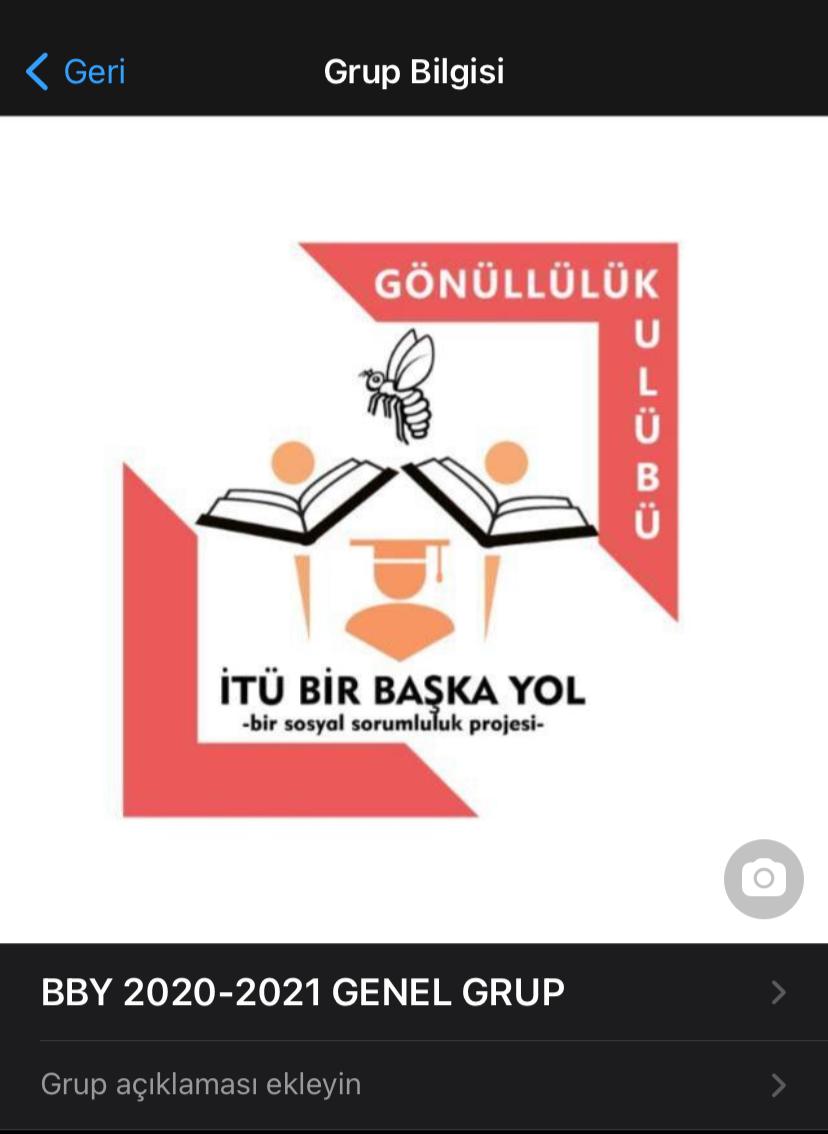 Geri
Grup Bilgisi
GÖNÜLLÜLÜK
ULÜBÜ
İTÜ BİR BAŞKA YOL
-bir sosyal sorumluluk projesi-
BBY 2020-2021 GENEL GRUP
Grup açıklaması ekleyin